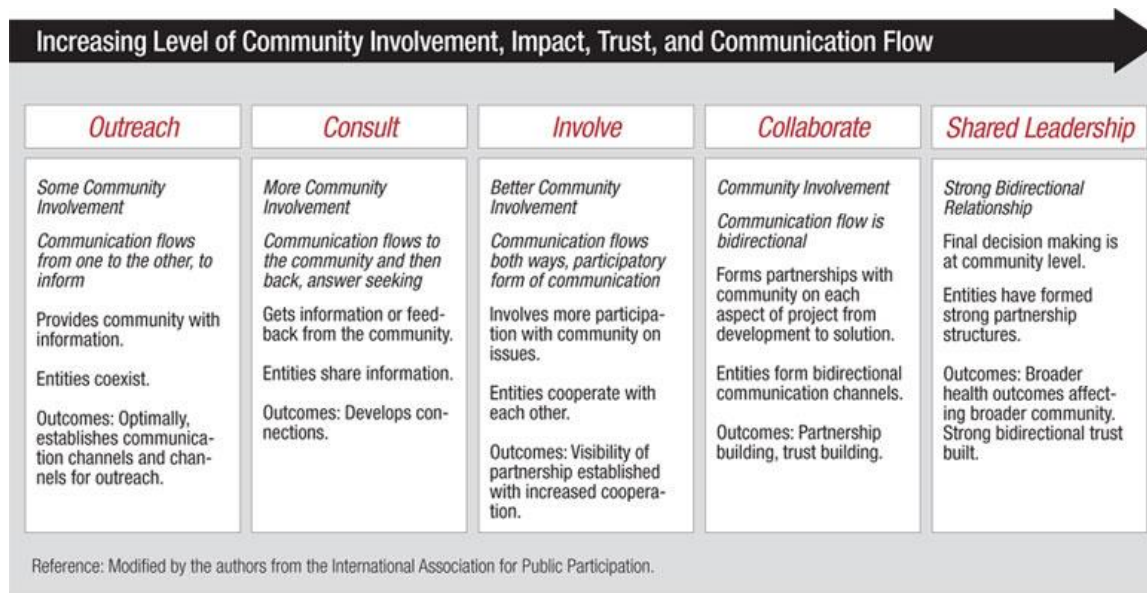 Increasing Level of Community Involvement, Impact, Trust, and Communication Flow
Outreach
Some Community
Involvement
Communication flows
from one to the other, to
inform
Provides community with
information.
Entities coexist.
Outcomes: Optimally,
establishes communica-
tion channels and chan-
nels for outreach.
Consult
More Community
Involvement
Communication flows to
the community and then
back, answer seeking
Gets information or feed-
back from the community.
Entities share information.
Outcomes: Develops con-
nections.
Involve
Better Community
Involvement
Communication flows
both ways, participatory
form of communication
Involves more participa-
tion with community on
issues.
Entities cooperate with
each other.
Outcomes: Visibility of
partnership established
with increased coopera-
tion.
Collaborate
Community Involvement
Communication flow is
bidirectional
Forms partnerships with
community on each
aspect of project from
development to solution.
Entities form bidirectional
communication channels.
Outcomes: Partnership
building, trust building.
Shared Leadership
Strong Bidirectional
Relationship
Final decision making is
at community level.
Entities have formed
strong partnership
structures.
Outcomes: Broader
health outcomes affect-
ing broader community.
Strong bidirectional trust
built.
Reference: Modified by the authors from the International Association for Public Participation.